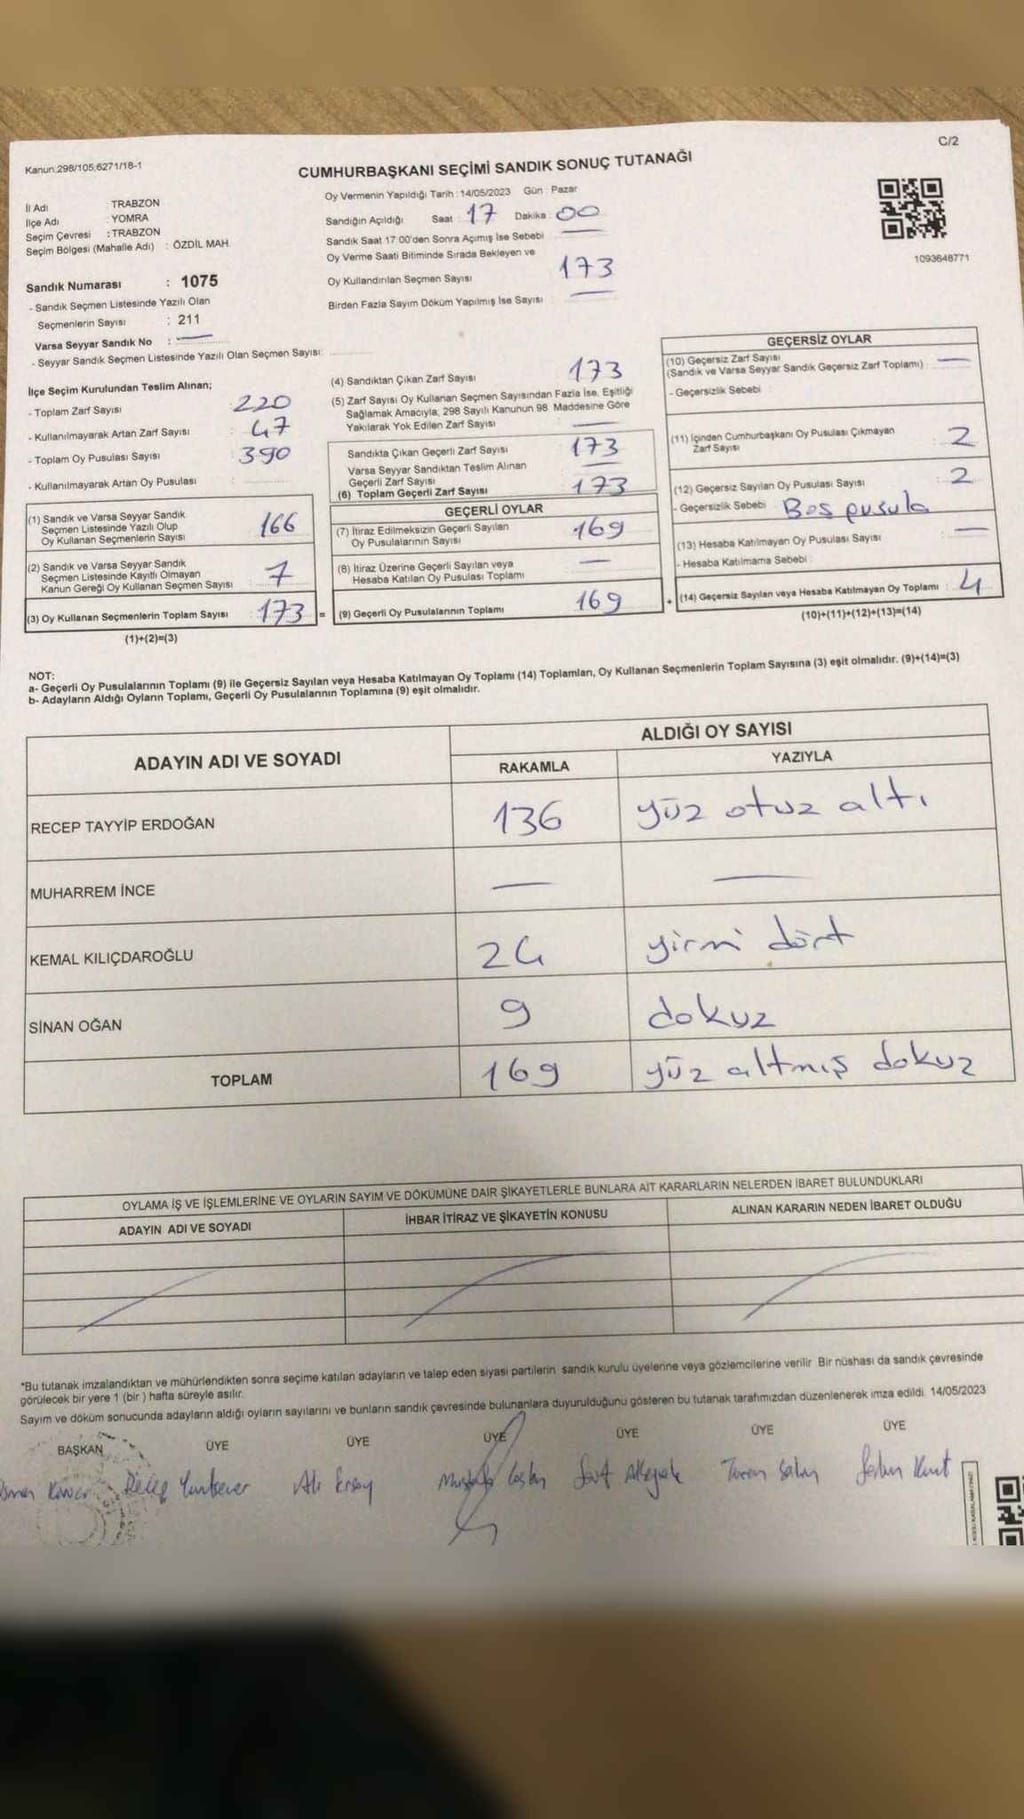 Kanun:298/105;6271/18-1
C/2
CUMHURBAŞKANI SEÇİMİ SANDIK SONUÇ TUTANAĞI
İl Adı : TRABZON
İlçe Adı : YOMRA
Seçim Çevresi : TRABZON
Seçim Bölgesi (Mahalle Adı) : ÖZDİL MAH.
Sandık Numarası : 1075
- Sandık Seçmen Listesinde Yazılı Olan
Seçmenlerin Sayısı : 211
Varsa Seyyar Sandık No :
- Seyyar Sandık Seçmen Listesinde Yazılı Olan Seçmen Sayısı:
Oy Vermenin Yapıldığı Tarih : 14/05/2023 Gün : Pazar
Sandığın Açıldığı Saat : 17 Dakika : 00
Sandık Saat 17:00'den Sonra Açımış İse Sebebi
Oy Verme Saati Bitiminde Sırada Bekleyen ve
Oy Kullandırılan Seçmen Sayısı 173
Birden Fazla Sayım Döküm Yapılmış İse Sayısı
1093648771
İlçe Seçim Kurulundan Teslim Alınan;
- Toplam Zarf Sayısı : 220
- Kullanılmayarak Artan Zarf Sayısı : 47
- Toplam Oy Pusulası Sayısı : 390
- Kullanılmayarak Artan Oy Pusulası :
(1) Sandık ve Varsa Seyyar Sandık
Seçmen Listesinde Yazılı Olup
Oy Kullanan Seçmenlerin Sayısı 166
(2) Sandık ve Varsa Seyyar Sandık
Seçmen Listesinde Kayıtlı Olmayan
Kanun Gereği Oy Kullanan Seçmen Sayısı 7
(3) Oy Kullanan Seçmenlerin Toplam Sayısı 173 =
(1)+(2)=(3)
(4) Sandıktan Çıkan Zarf Sayısı 173
(5) Zarf Sayısı Oy Kullanan Seçmen Sayısından Fazla İse, Eşitliği
Sağlamak Amacıyla, 298 Sayılı Kanunun 98. Maddesine Göre
Yakılarak Yok Edilen Zarf Sayısı
Sandıkta Çıkan Geçerli Zarf Sayısı 173
Varsa Seyyar Sandıktan Teslim Alınan
Geçerli Zarf Sayısı
(6) Toplam Geçerli Zarf Sayısı 173
GEÇERLİ OYLAR
(7) İtiraz Edilmeksizin Geçerli Sayılan
Oy Pusulalarının Sayısı 169
(8) İtiraz Üzerine Geçerli Sayılan veya
Hesaba Katılan Oy Pusulası Toplamı
(9) Geçerli Oy Pusulalarının Toplamı 169 +
GEÇERSİZ OYLAR
(10) Geçersiz Zarf Sayısı
(Sandık ve Varsa Seyyar Sandık Geçersiz Zarf Toplamı)
- Geçersizlik Sebebi
(11) İçinden Cumhurbaşkanı Oy Pusulası Çıkmayan
Zarf Sayısı 2
(12) Geçersiz Sayılan Oy Pusulası Sayısı 2
- Geçersizlik Sebebi : Boş pusula
(13) Hesaba Katılmayan Oy Pusulası Sayısı
- Hesaba Katılmama Sebebi
(14) Geçersiz Sayılan veya Hesaba Katılmayan Oy Toplamı : 4
(10)+(11)+(12)+(13)=(14)
NOT:
a- Geçerli Oy Pusulalarının Toplamı (9) ile Geçersiz Sayılan veya Hesaba Katılmayan Oy Toplamı (14) Toplamları, Oy Kullanan Seçmenlerin Toplam Sayısına (3) eşit olmalıdır. (9)+(14)=(3)
b- Adayların Aldığı Oyların Toplamı, Geçerli Oy Pusulalarının Toplamına (9) eşit olmalıdır.
ADAYIN ADI VE SOYADI
ALDIĞI OY SAYISI
RAKAMLA YAZIYLA
RECEP TAYYİP ERDOĞAN 136 yüz otuz altı
MUHARREM İNCE
KEMAL KILIÇDAROĞLU 24 yirmi dört
SİNAN OĞAN 9 dokuz
TOPLAM 169 yüz altmış dokuz
OYLAMA İŞ VE İŞLEMLERİNE VE OYLARIN SAYIM VE DÖKÜMÜNE DAİR ŞİKAYETLERLE BUNLARA AİT KARARLARIN NELERDEN İBARET BULUNDUKLARI
ADAYIN ADI VE SOYADI İHBAR İTİRAZ VE ŞİKAYETİN KONUSU ALINAN KARARIN NEDEN İBARET OLDUĞU
*Bu tutanak imzalandıktan ve mühürlendikten sonra seçime katılan adayların ve talep eden siyasi partilerin sandık kurulu üyelerine veya gözlemcilerine verilir. Bir nüshası da sandık çevresinde
görülecek bir yere 1 (bir) hafta süreyle asılır.
Sayım ve döküm sonucunda adayların aldığı oyların sayılarını ve bunların sandık çevresinde bulunanlara duyurulduğunu gösteren bu tutanak tarafımızdan düzenlenerek imza edildi. 14/05/2023
BAŞKAN ÜYE ÜYE ÜYE ÜYE ÜYE ÜYE
Recep Ali Ersoy Mustafa Turan